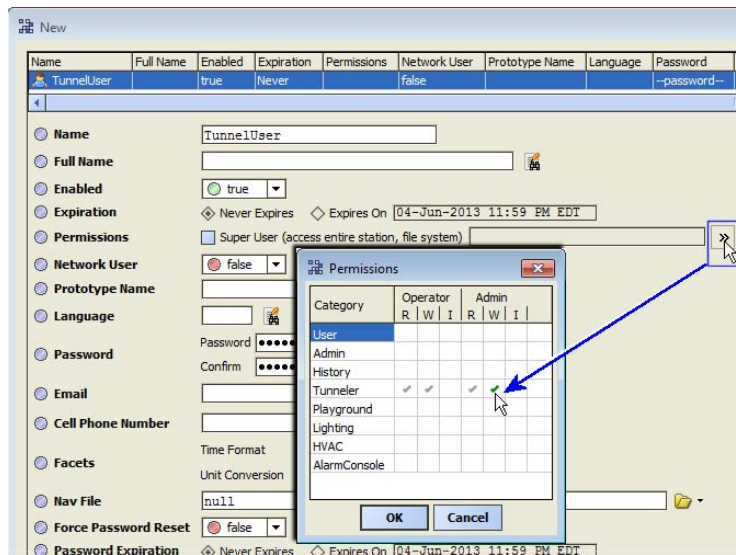 New
Name Full Name Enabled Expiration Permissions Network User Prototype Name Language Password
TunnelUser true Never false --password--
Name TunnelUser
Full Name
Enabled true
Expiration Never Expires Expires On 04-Jun-2013 11:59 PM EDT
Permissions Super User (access entire station, file system) »
Network User false
Prototype Name
Language
Password Password
Confirm
Email
Cell Phone Number
Facets Time Format
Unit Conversion
Nav File null
Force Password Reset false
Password Expiration Never Expires Expires On 04-Jun-2013 11:59 PM EDT
Permissions
Category Operator Admin
R W I R W I
User
Admin
History
Tunneler
Playground
Lighting
HVAC
AlarmConsole
OK Cancel